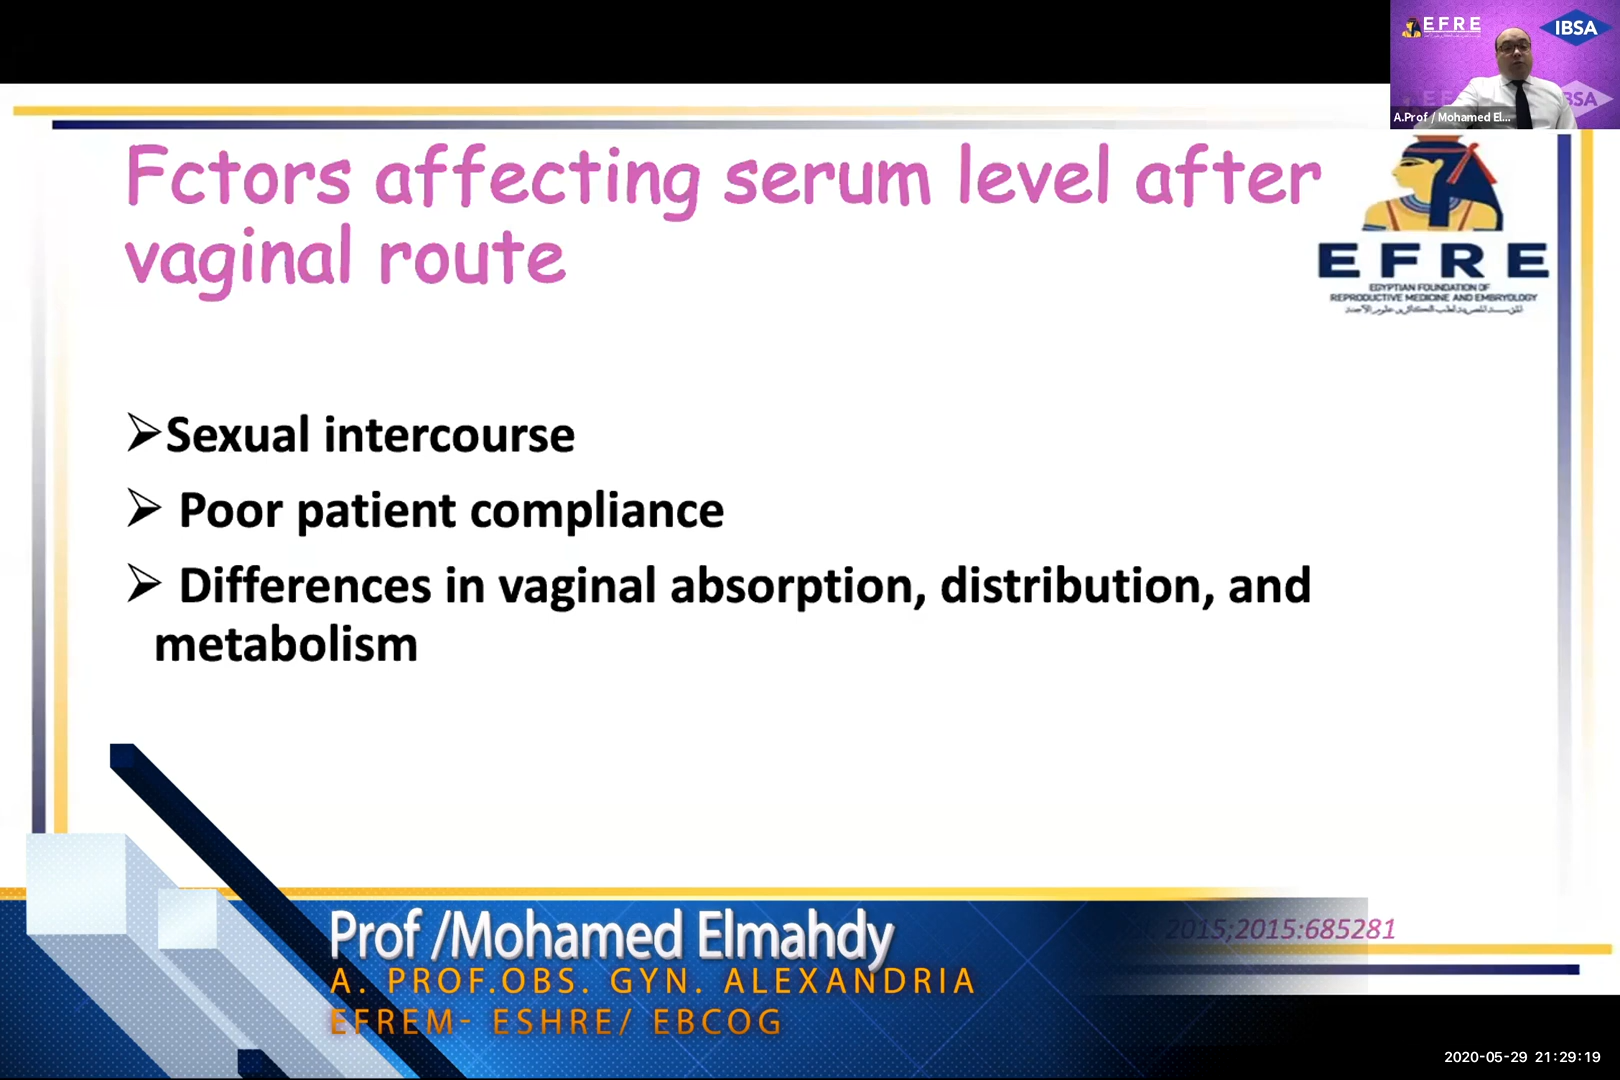 EFRE
IBSA
A.Prof / Mohamed El...
Fctors affecting serum level after
vaginal route
EFRE
EGYPTIAN FOUNDATION OF
REPRODUCTIVE MEDICINE AND EMBRYOLOGY
➢Sexual intercourse
➢ Poor patient compliance
➢ Differences in vaginal absorption, distribution, and
metabolism
2015;2015:685281
Prof /Mohamed Elmahdy
A. PROF.OBS. GYN. ALEXANDRIA
EFREM- ESHRE/ EBCOG
2020-05-29 21:29:19